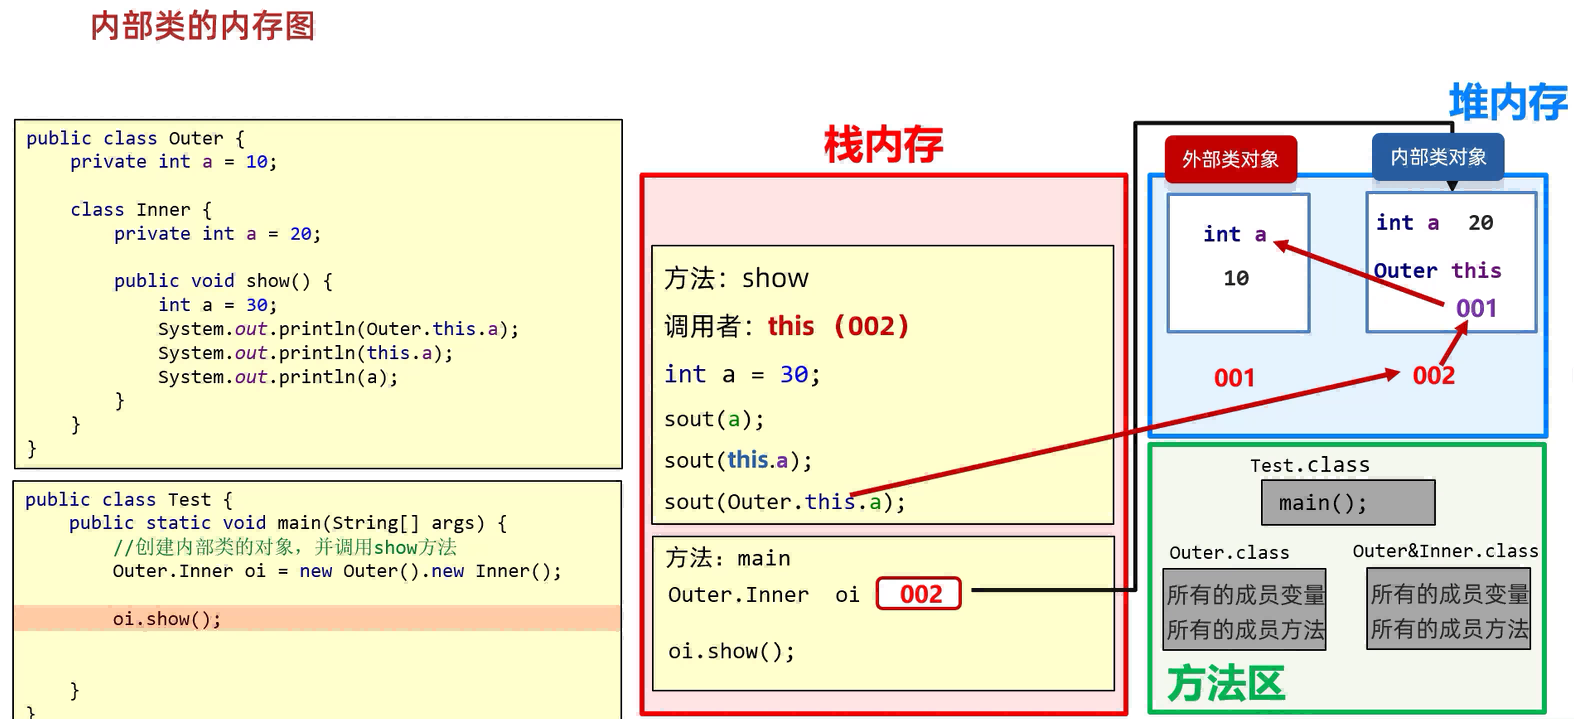 内部类的内存图
public class Outer {
private int a = 10;
class Inner {
private int a = 20;
public void show() {
int a = 30;
System.out.println(Outer.this.a);
System.out.println(this.a);
System.out.println(a);
}
}
}
public class Test {
public static void main(String[] args) {
//创建内部类的对象，并调用show方法
Outer.Inner oi = new Outer().new Inner();
oi.show();
}
}
栈内存
方法：show
调用者：this（002）
int a = 30;
sout(a);
sout(this.a);
sout(Outer.this.a);
方法：main
Outer.Inner oi 002
oi.show();
堆内存
外部类对象
int a
10
001
内部类对象
int a 20
Outer this
001
002
Test.class
main();
Outer.class
所有的成员变量
所有的成员方法
Outer&Inner.class
所有的成员变量
所有的成员方法
方法区